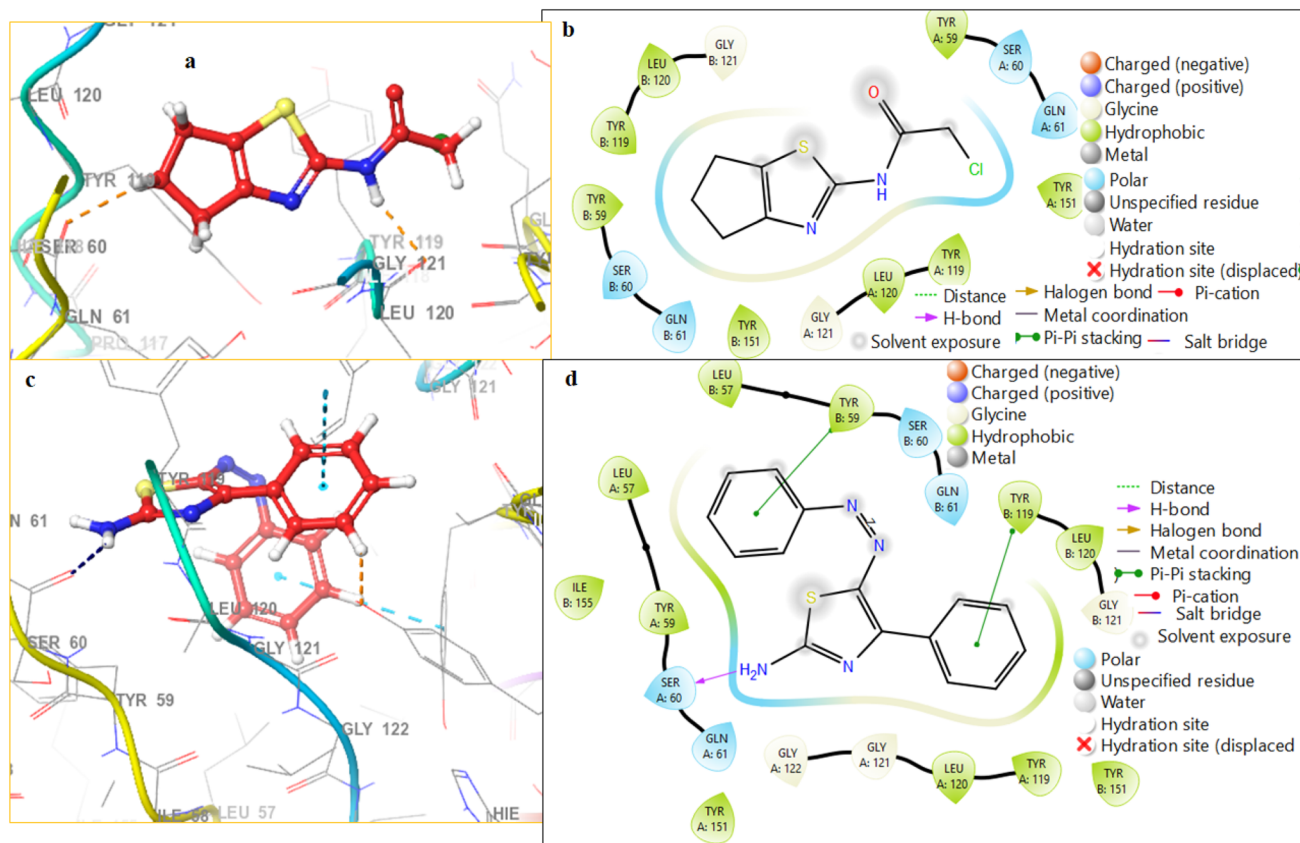 a
GLY 121
LEU 120
TYR 119
SER 60
GLN 61
PRO 117
TYR 119
GLY 121
LEU 120
b
TYR
A: 59
SER
A: 60
GLN
A: 61
GLY
B: 121
LEU
B: 120
TYR
B: 119
O
S
N
H
N
Cl
TYR
B: 59
SER
B: 60
GLN
B: 61
TYR
B: 151
GLY
A: 121
LEU
A: 120
TYR
A: 119
TYR
A: 151
Charged (negative)
Charged (positive)
Glycine
Hydrophobic
Metal
Polar
Unspecified residue
Water
Hydration site
Hydration site (displaced)
Distance
H-bond
Halogen bond
Metal coordination
Pi-Pi stacking
Pi-cation
Salt bridge
Solvent exposure
c
GLY 121
TYR 119
N 61
LEU 120
GLY 121
SER 60
TYR 59
GLY 122
LEU 57
HIE
d
LEU
B: 57
TYR
B: 59
SER
B: 60
GLN
B: 61
LEU
A: 57
ILE
B: 155
TYR
A: 59
SER
A: 60
GLN
A: 61
N
Z
N
S
N
H₂N
TYR
B: 119
LEU
B: 120
GLY
B: 121
GLY
A: 122
GLY
A: 121
LEU
A: 120
TYR
A: 119
TYR
B: 151
TYR
A: 151
Charged (negative)
Charged (positive)
Glycine
Hydrophobic
Metal
Distance
H-bond
Halogen bond
Metal coordination
Pi-Pi stacking
Pi-cation
Salt bridge
Solvent exposure
Polar
Unspecified residue
Water
Hydration site
Hydration site (displaced